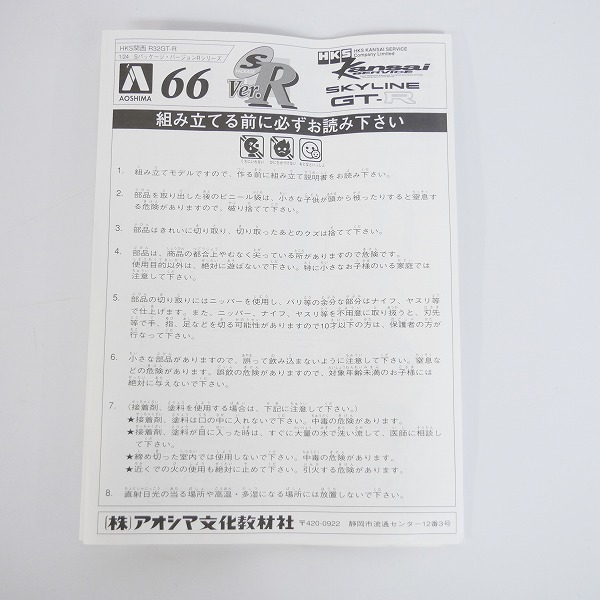 HKS関西 R32GT-R
1/24 Sパッケージ・バージョンRシリーズ
AOSHIMA
66
S
Ver.R
HKS
HKS KANSAI SERVICE
Company Limited
Kansai
SERVICE
SKYLINE
GT-R
組み立てる前に必ずお読み下さい
1. 組み立てモデルですので、作る前に組み立て説明書をお読み下さい。
2. 部品を取り出した後のビニール袋は、小さな子供が頭から被ったりすると窒息す
る危険がありますので、破り捨てて下さい。
3. 部品はきれいに切り取り、切り取ったあとのクズは捨てて下さい。
4. 部品は、商品の都合上やむなく尖っている所がありますので危険です。
使用目的以外は、絶対に遊ばないで下さい。特に小さなお子様のいる家庭では
注意して下さい。
5. 部品の切り取りにはニッパーを使用し、バリ等の余分な部分はナイフ、ヤスリ等
で仕上げます。また、ニッパー、ナイフ、ヤスリ等を不用意に取り扱うと、刃先
等で手、指、足などを切る可能性がありますので10才以下の方は、保護者の方が
行なって下さい。
6. 小さな部品がありますので、誤って飲み込まないように注意して下さい。窒息な
どの危険があります。誤飲の危険がありますので、対象年齢未満のお子様には
絶対に与えないで下さい。
7. (接着剤、塗料を使用する場合は、下記に注意して下さい。)
★接着剤、塗料は口の中に入れないで下さい。中毒の危険があります。
★接着剤、塗料が目に入った時は、すぐに大量の水で洗い流して、医師に相談し
て下さい。
★締め切った室内では使用しないで下さい。中毒の危険があります。
★近くでの火の使用も絶対に止めて下さい。引火する危険があります。
8. 直射日光の当る場所や高温・多湿になる場所には放置しないで下さい。
(株)アオシマ文化教材社 〒420-0922 静岡市流通センター12番3号